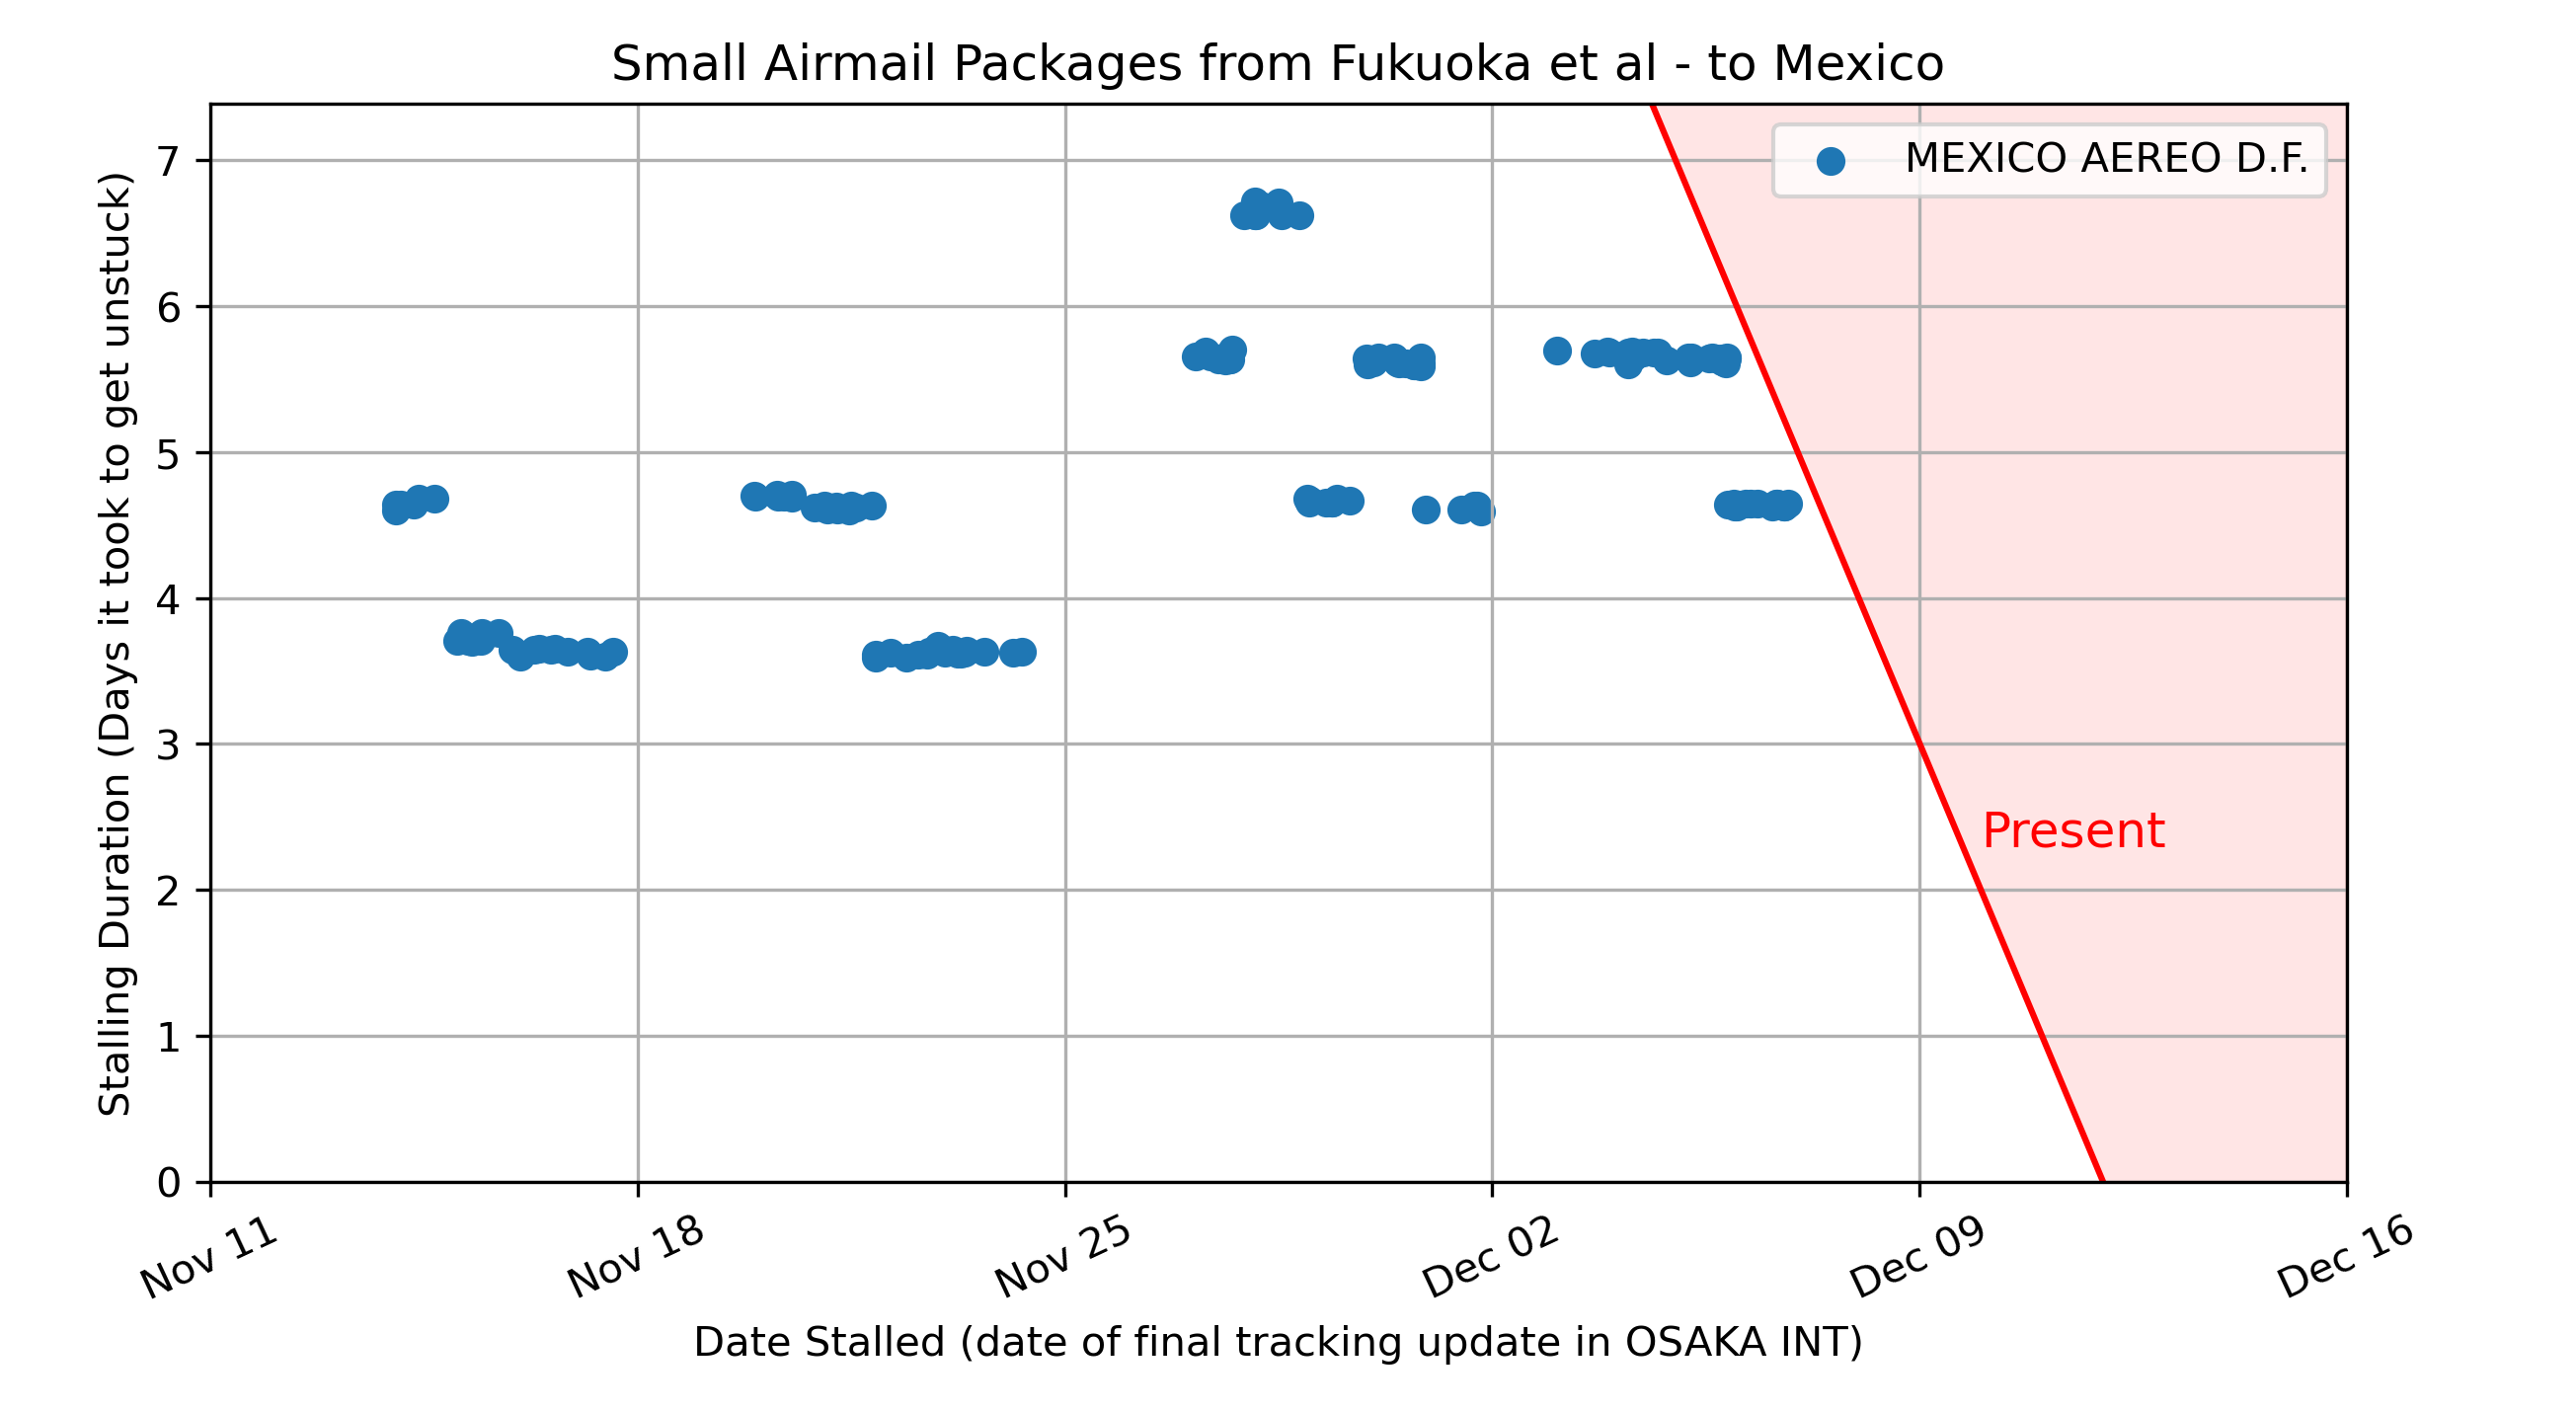 Small Airmail Packages from Fukuoka et al - to Mexico
MEXICO AEREO D.F.
Stalling Duration (Days it took to get unstuck)
7
6
5
4
3
2
1
0
Present
Nov 11
Nov 18
Nov 25
Dec 02
Dec 09
Dec 16
Date Stalled (date of final tracking update in OSAKA INT)